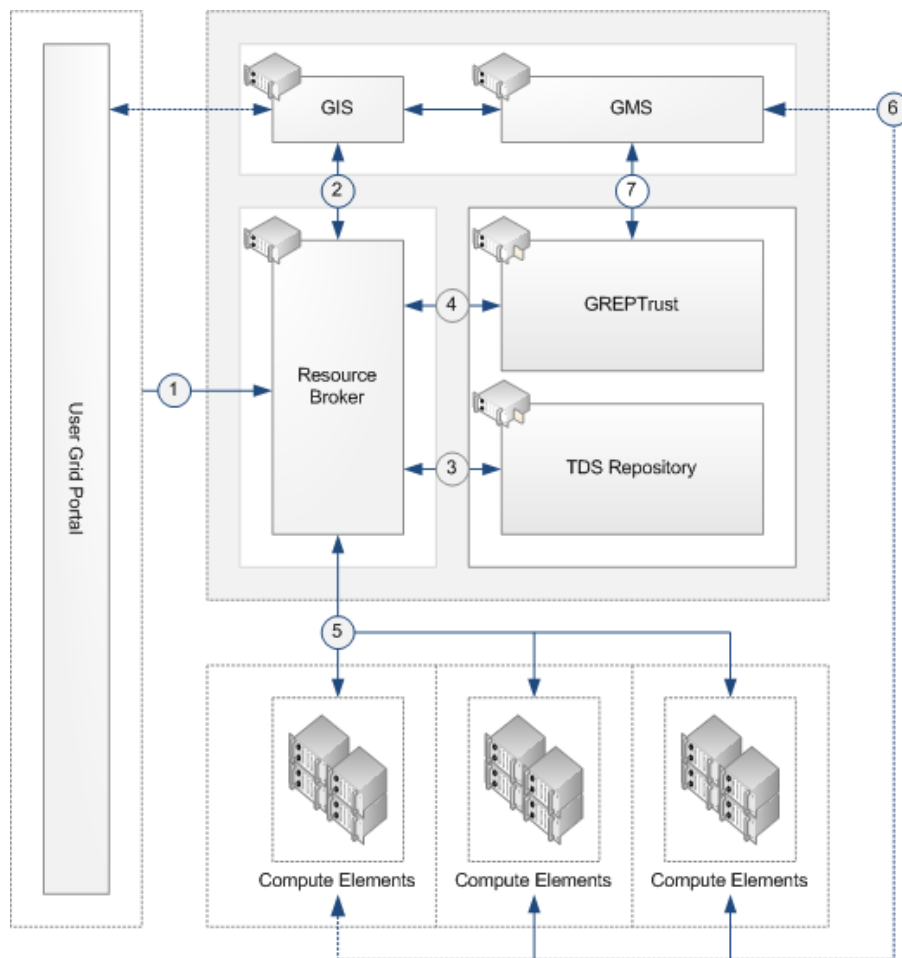 GIS
GMS
6
2
7
User Grid Portal
1
Resource
Broker
4
GREPTrust
3
TDS Repository
5
Compute Elements
Compute Elements
Compute Elements